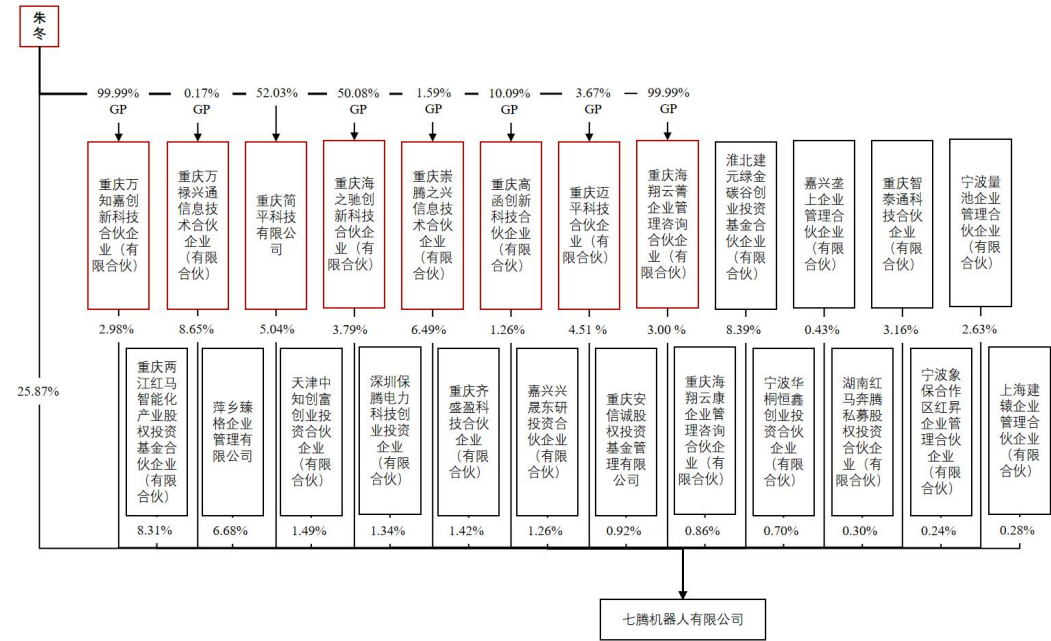 朱
冬
99.99%
GP
0.17%
GP
52.03%
50.08%
GP
1.59%
GP
10.09%
GP
3.67%
GP
99.99%
GP
重庆万
知嘉创
新科技
合伙企
业（有
限合伙）
重庆万
禄兴通
信息技
术合伙
企业
（有限
合伙）
重庆简
平科技
有限公
司
重庆海
之驰创
新科技
合伙企
业（有
限合伙）
重庆崇
腾之兴
信息技
术合伙
企业
（有限
合伙）
重庆高
函创新
科技合
伙企业
（有限
合伙）
重庆迈
平科技
合伙企
业（有
限合伙）
重庆海
翔云菁
企业管
理咨询
合伙企
业（有
限合伙）
淮北建
元绿金
碳谷创
业投资
基金合
伙企业
（有限
合伙）
嘉兴垄
上企业
管理合
伙企业
（有限
合伙）
重庆智
泰通科
技合伙
企业
（有限
合伙）
宁波量
池企业
管理合
伙企业
（有限
合伙）
2.98%
8.65%
5.04%
3.79%
6.49%
1.26%
4.51 %
3.00 %
8.39%
0.43%
3.16%
2.63%
25.87%
重庆两
江红马
智能化
产业股
权投资
基金合
伙企业
（有限
合伙）
萍乡臻
格企业
管理有
限公司
天津中
知创富
创业投
资合伙
企业
（有限
合伙）
深圳保
腾电力
科技创
业投资
企业
（有限
合伙）
重庆齐
盛盈科
技合伙
企业
（有限
合伙）
嘉兴兴
晟东研
投资合
伙企业
（有限
合伙）
重庆安
信诚股
权投资
基金管
理有限
公司
重庆海
翔云康
企业管
理咨询
合伙企
业（有
限合伙）
宁波华
桐恒鑫
创业投
资合伙
企业
（有限
合伙）
湖南红
马奔腾
私募股
权投资
合伙企
业（有
限合伙）
宁波象
保合作
区红昇
企业管
理合伙
企业
（有限
合伙）
上海建
辕企业
管理合
伙企业
（有限
合伙）
8.31%
6.68%
1.49%
1.34%
1.42%
1.26%
0.92%
0.86%
0.70%
0.30%
0.24%
0.28%
七腾机器人有限公司